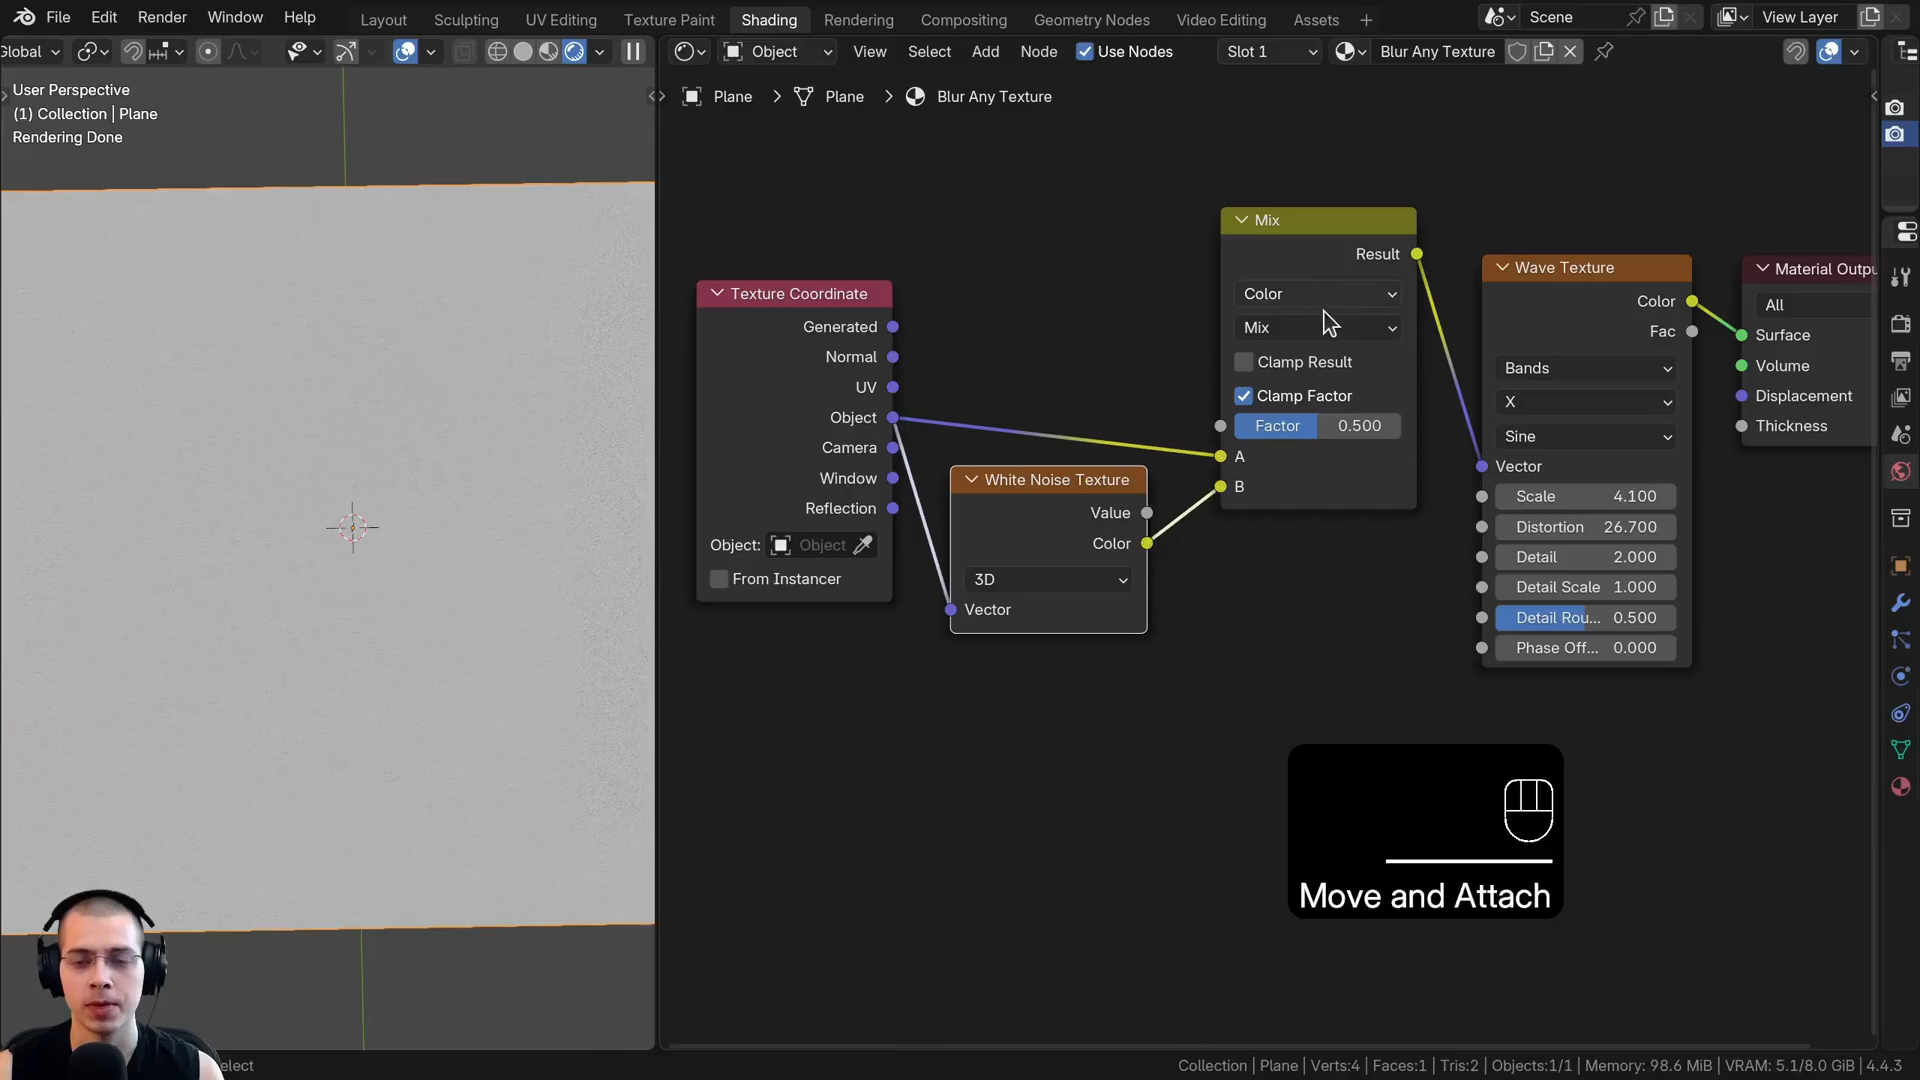 File Edit Render Window Help
Layout Sculpting UV Editing Texture Paint Shading Rendering Compositing Geometry Nodes Video Editing Assets +
Scene
View Layer
Global
Object View Select Add Node Use Nodes Slot 1 Blur Any Texture
User Perspective
(1) Collection | Plane
Rendering Done
Plane > Plane > Blur Any Texture
Texture Coordinate
Generated
Normal
UV
Object
Camera
Window
Reflection
Object: Object
From Instancer
White Noise Texture
Value
Color
3D
Vector
Mix
Result
Color
Mix
Clamp Result
Clamp Factor
Factor 0.500
A
B
Wave Texture
Color
Fac
Bands
X
Sine
Vector
Scale 4.100
Distortion 26.700
Detail 2.000
Detail Scale 1.000
Detail Rou... 0.500
Phase Off... 0.000
Material Outpu
All
Surface
Volume
Displacement
Thickness
Move and Attach
elect
Collection | Plane | Verts:4 | Faces:1 | Tris:2 | Objects:1/1 | Memory: 98.6 MiB | VRAM: 5.1/8.0 GiB | 4.4.3